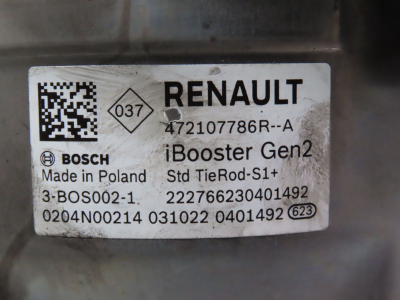 037 RENAULT
472107786R--A
BOSCH iBooster Gen2
Made in Poland Std TieRod-S1+
3-BOS002-1 222766230401492
0204N00214 031022 0401492 623